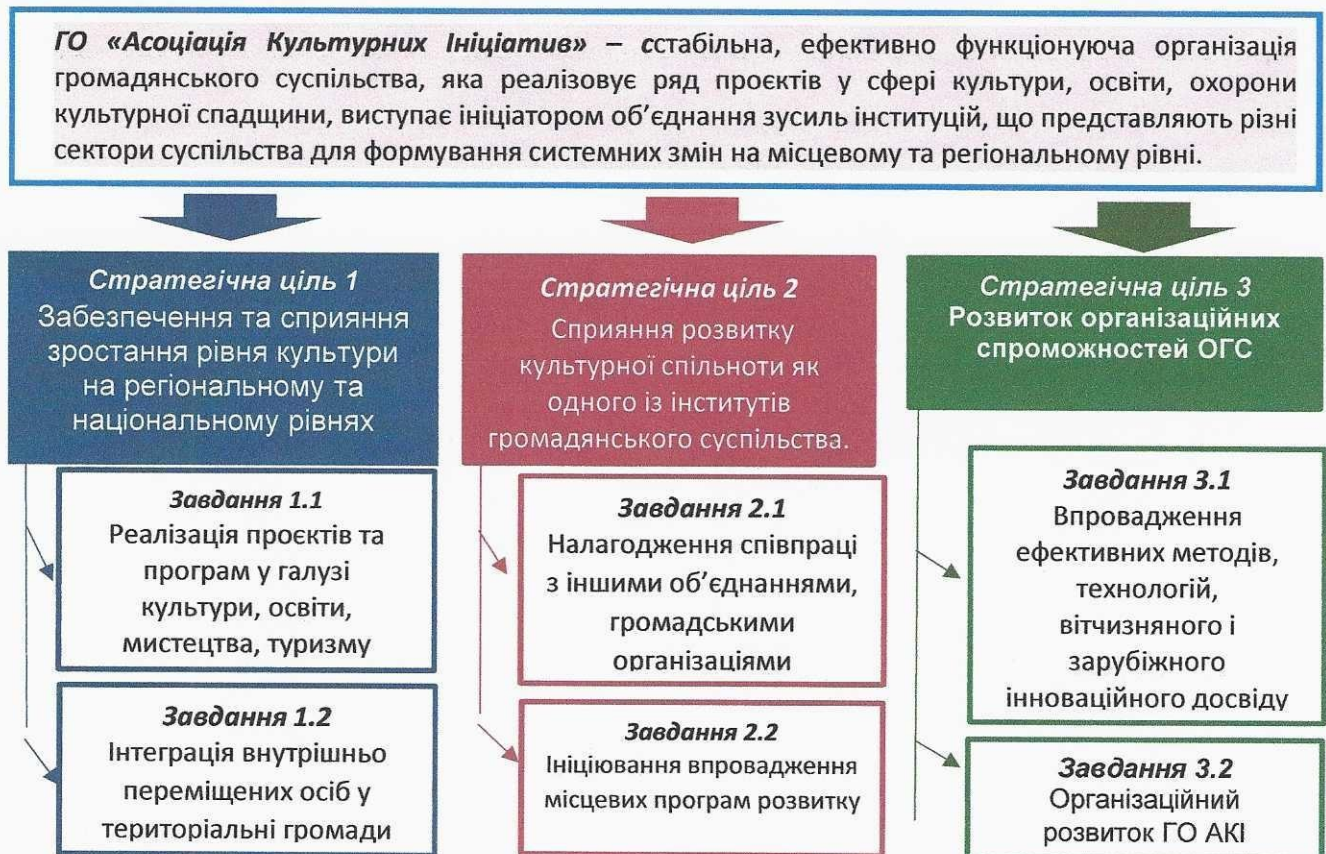 ГО «Асоціація Культурних Ініціатив» – сстабільна, ефективно функціонуюча організація
громадянського суспільства, яка реалізовує ряд проєктів у сфері культури, освіти, охорони
культурної спадщини, виступає ініціатором об’єднання зусиль інституцій, що представляють різні
сектори суспільства для формування системних змін на місцевому та регіональному рівні.
Стратегічна ціль 1
Забезпечення та сприяння
зростання рівня культури
на регіональному та
національному рівнях
Завдання 1.1
Реалізація проєктів та
програм у галузі
культури, освіти,
мистецтва, туризму
Завдання 1.2
Інтеграція внутрішньо
переміщених осіб у
територіальні громади
Стратегічна ціль 2
Сприяння розвитку
культурної спільноти як
одного із інститутів
громадянського суспільства.
Завдання 2.1
Налагодження співпраці
з іншими об’єднаннями,
громадськими
організаціями
Завдання 2.2
Ініціювання впровадження
місцевих програм розвитку
Стратегічна ціль 3
Розвиток організаційних
спроможностей ОГС
Завдання 3.1
Впровадження
ефективних методів,
технологій,
вітчизняного і
зарубіжного
інноваційного досвіду
Завдання 3.2
Організаційний
розвиток ГО АКІ